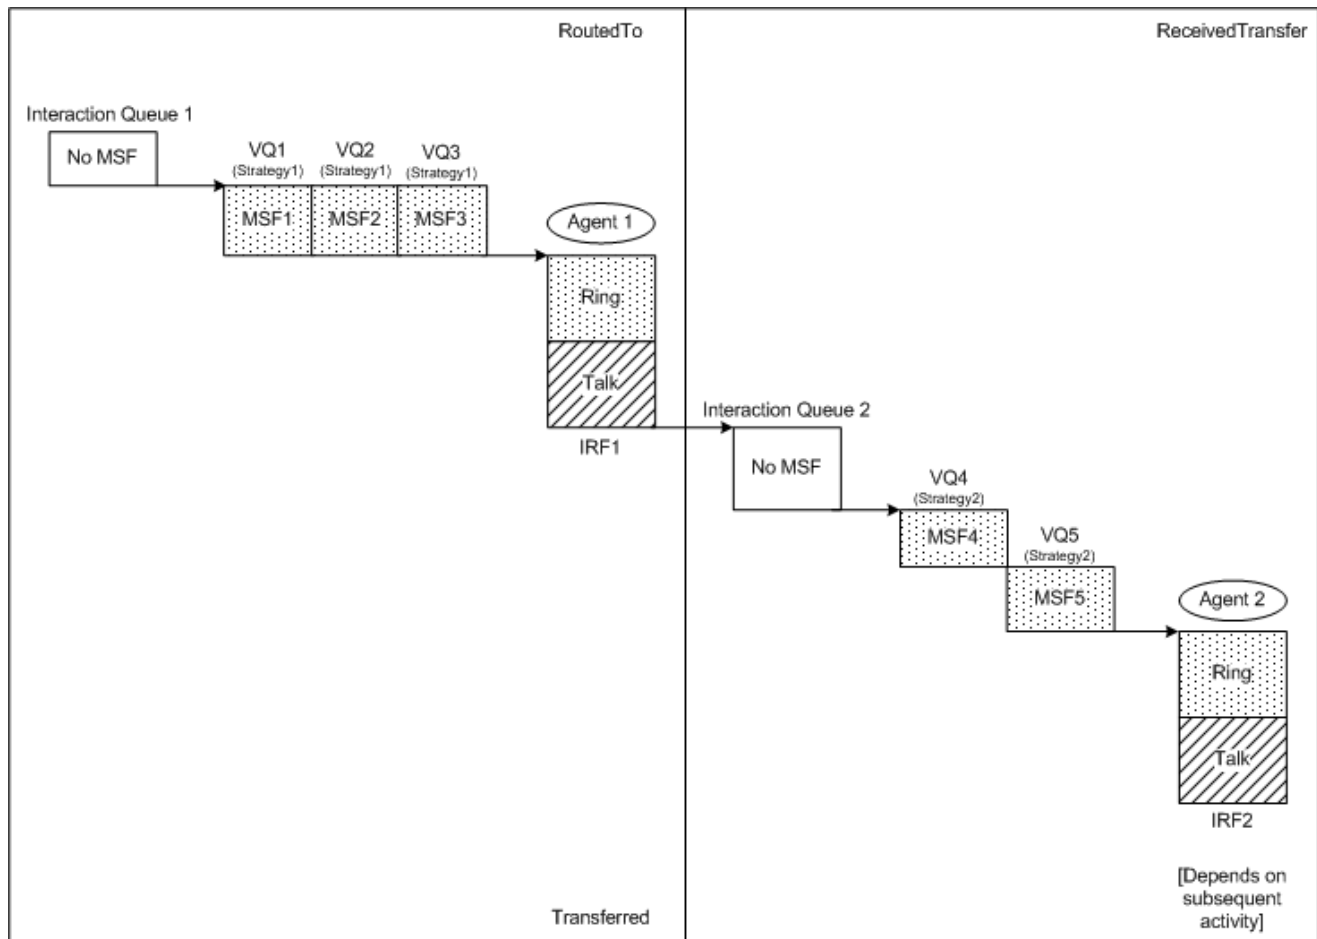 RoutedTo
Interaction Queue 1
No MSF
VQ1
(Strategy1)
VQ2
(Strategy1)
VQ3
(Strategy1)
MSF1
MSF2
MSF3
Agent 1
Ring
Talk
IRF1
Transferred
ReceivedTransfer
Interaction Queue 2
No MSF
VQ4
(Strategy2)
MSF4
VQ5
(Strategy2)
MSF5
Agent 2
Ring
Talk
IRF2
[Depends on
subsequent
activity]